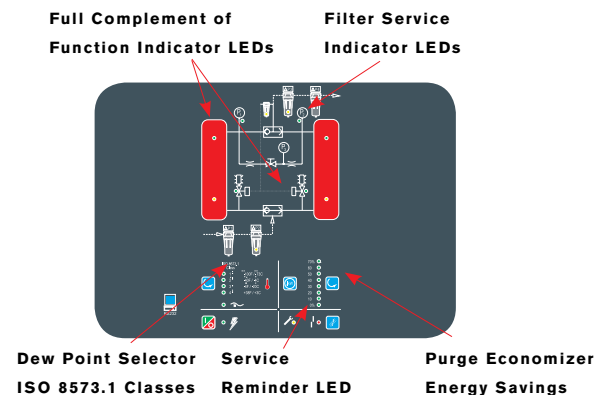 Full Complement of
Function Indicator LEDs
Filter Service
Indicator LEDs
Dew Point Selector
ISO 8573.1 Classes
Service
Reminder LED
Purge Economizer
Energy Savings